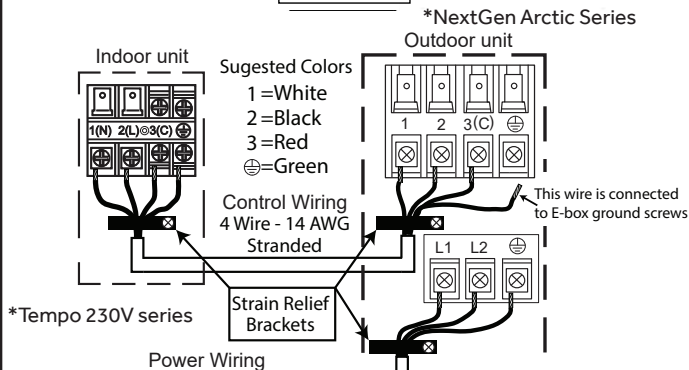 *NextGen Arctic Series
Outdoor unit
Indoor unit
Sugested Colors
1 =White
2 =Black
3 =Red
⏚=Green
1(N) 2(L)◎3(C) ⏚
1 2 3(C) ⏚
Control Wiring
4 Wire - 14 AWG
Stranded
This wire is connected
to E-box ground screws
L1 L2 ⏚
Strain Relief
Brackets
*Tempo 230V series
Power Wiring